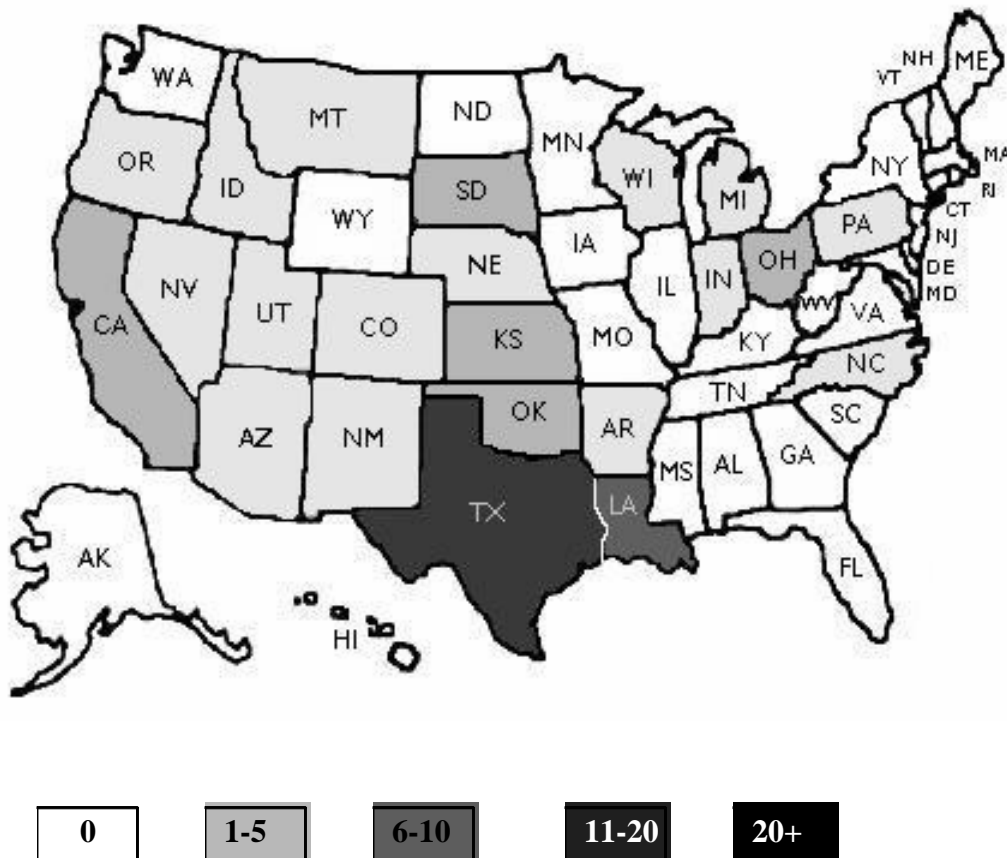 WA
MT
ND
MN
NH
VT
ME
OR
ID
SD
WI
MI
NY
MA
RI
CT
WY
NE
IA
PA
NJ
DE
MD
NV
UT
CO
IL
IN
OH
WV
VA
CA
KS
MO
KY
NC
AZ
NM
OK
AR
TN
SC
TX
LA
MS
AL
GA
AK
HI
FL
0 1-5 6-10 11-20 20+